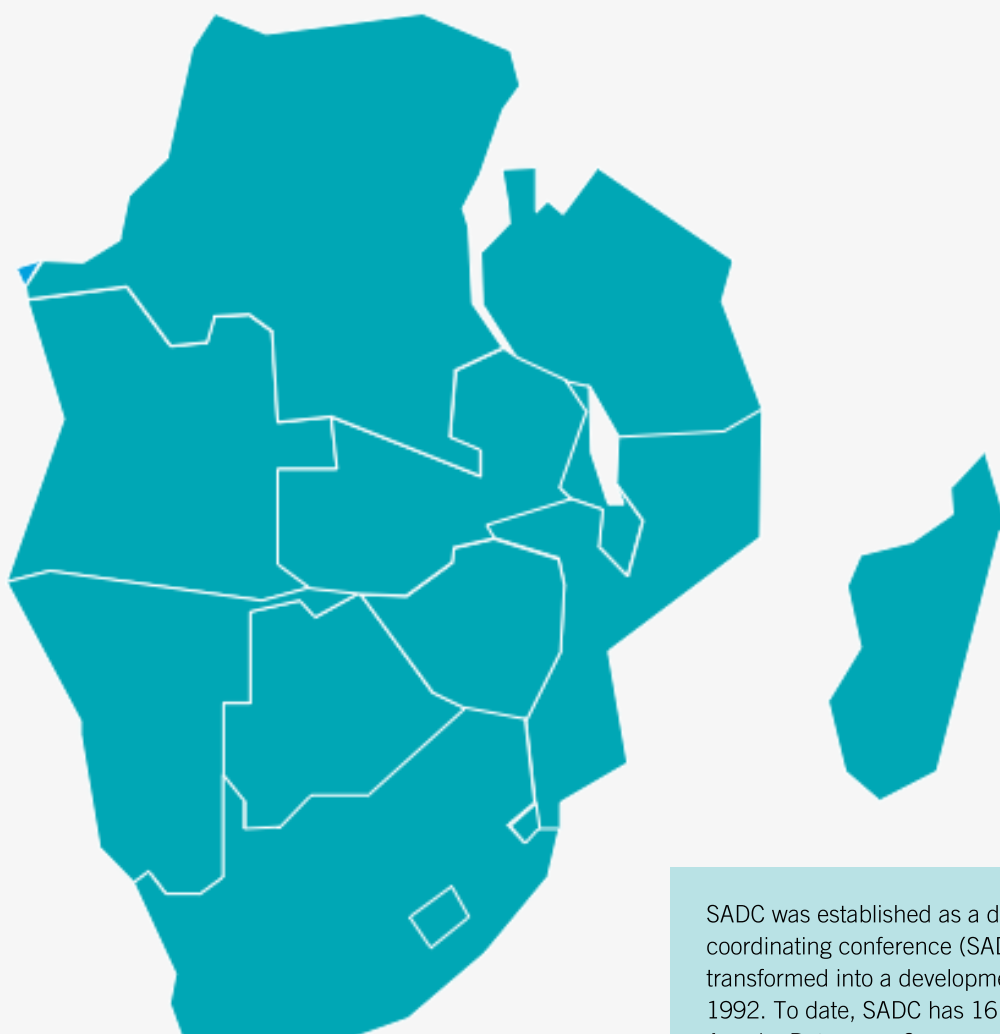 SADC was established as a d
coordinating conference (SAD
transformed into a developme
1992. To date, SADC has 16